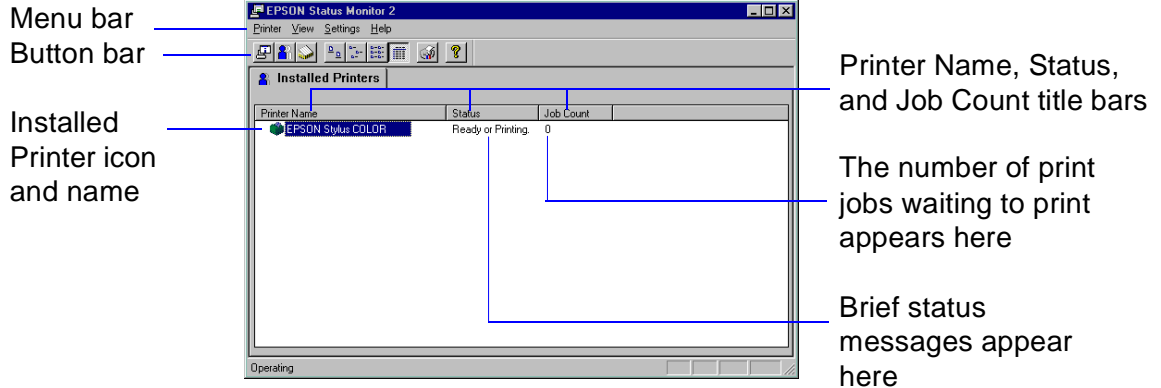 Menu bar
Button bar
Installed
Printer icon
and name
EPSON Status Monitor 2
Printer View Settings Help
Installed Printers
Printer Name Status Job Count
EPSON Stylus COLOR Ready or Printing. 0
Operating
Printer Name, Status,
and Job Count title bars
The number of print
jobs waiting to print
appears here
Brief status
messages appear
here